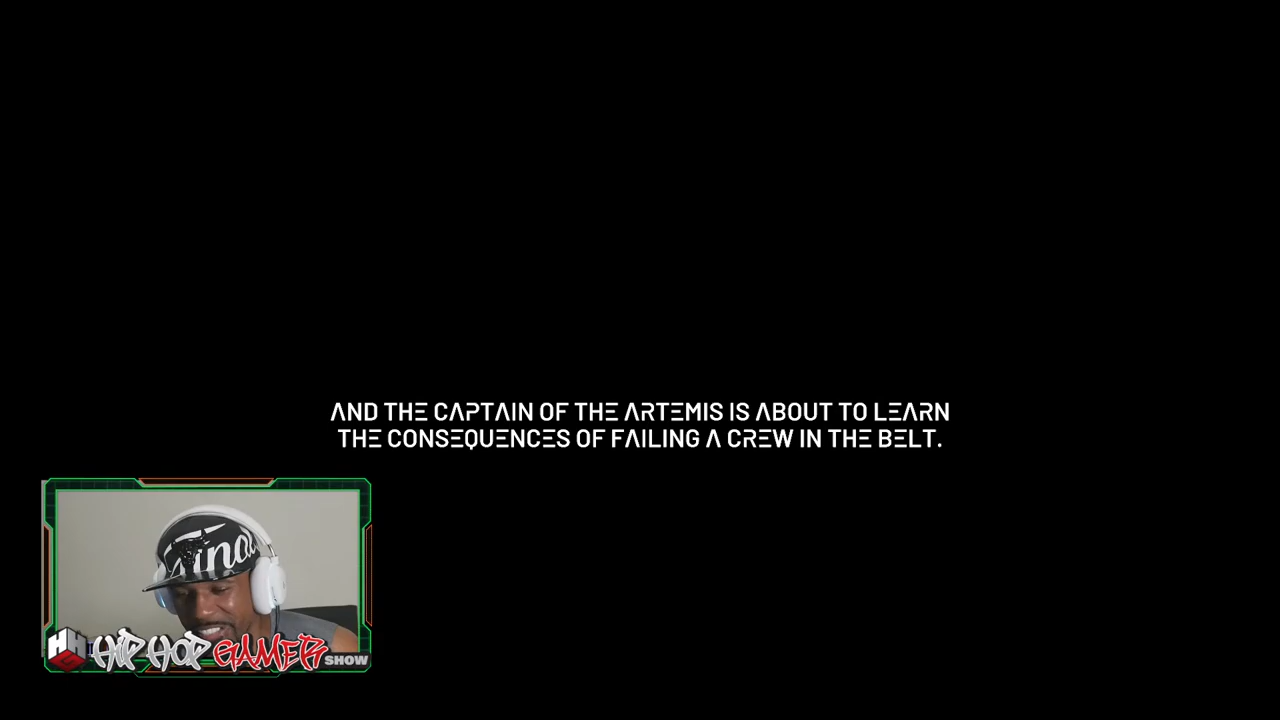 AND THE CAPTAIN OF THE ARTEMIS IS ABOUT TO LEARN
THE CONSEQUENCES OF FAILING A CREW IN THE BELT.
HIP HOP GAMER SHOW